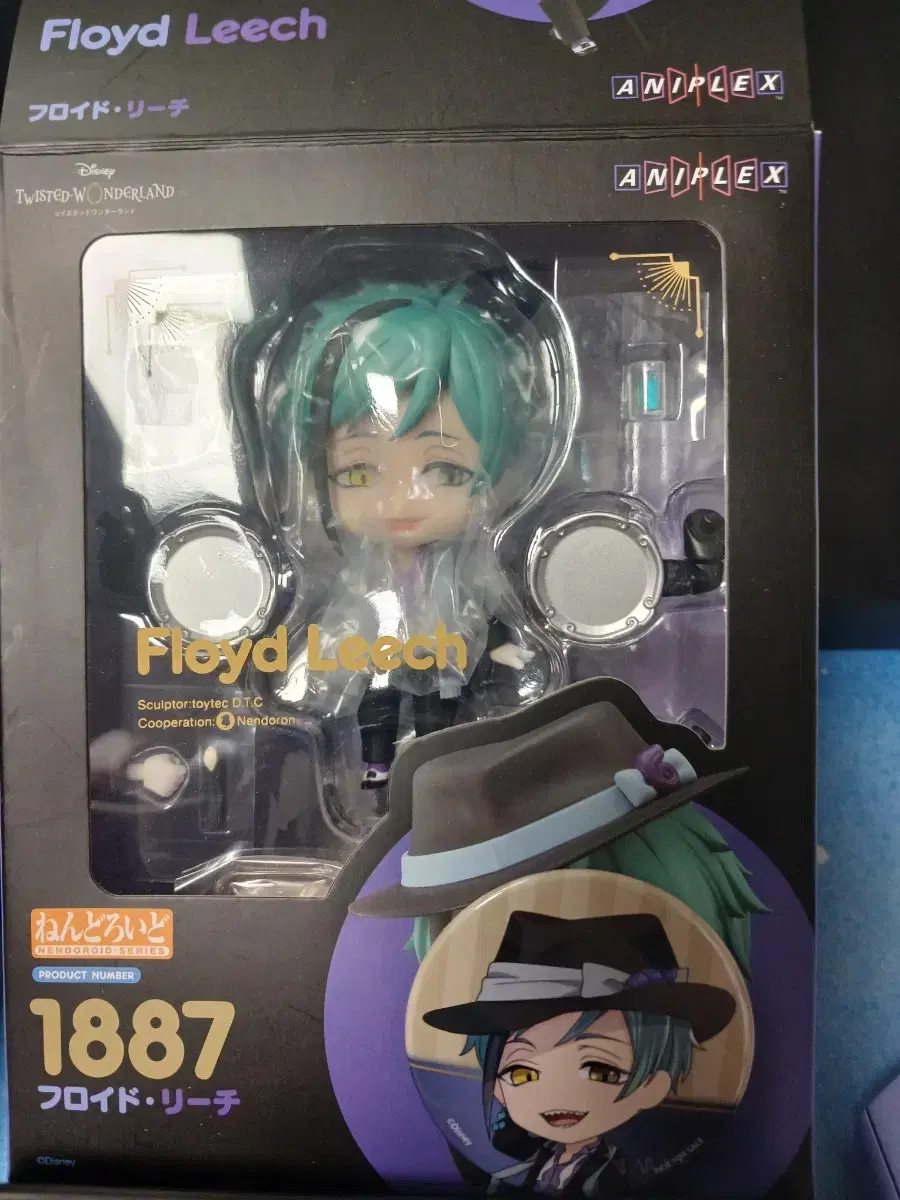 Floyd Leech
フロイド・リーチ
ANIPLEX
Disney
TWISTED-WONDERLAND
ツイステッドワンダーランド
ANIPLEX
Floyd Leech
Sculptor:toytec D.T.C
Cooperation: Nendoron
ねんどろいど
NENDOROID SERIES
PRODUCT NUMBER
1887
フロイド・リーチ
©Disney
©Disney